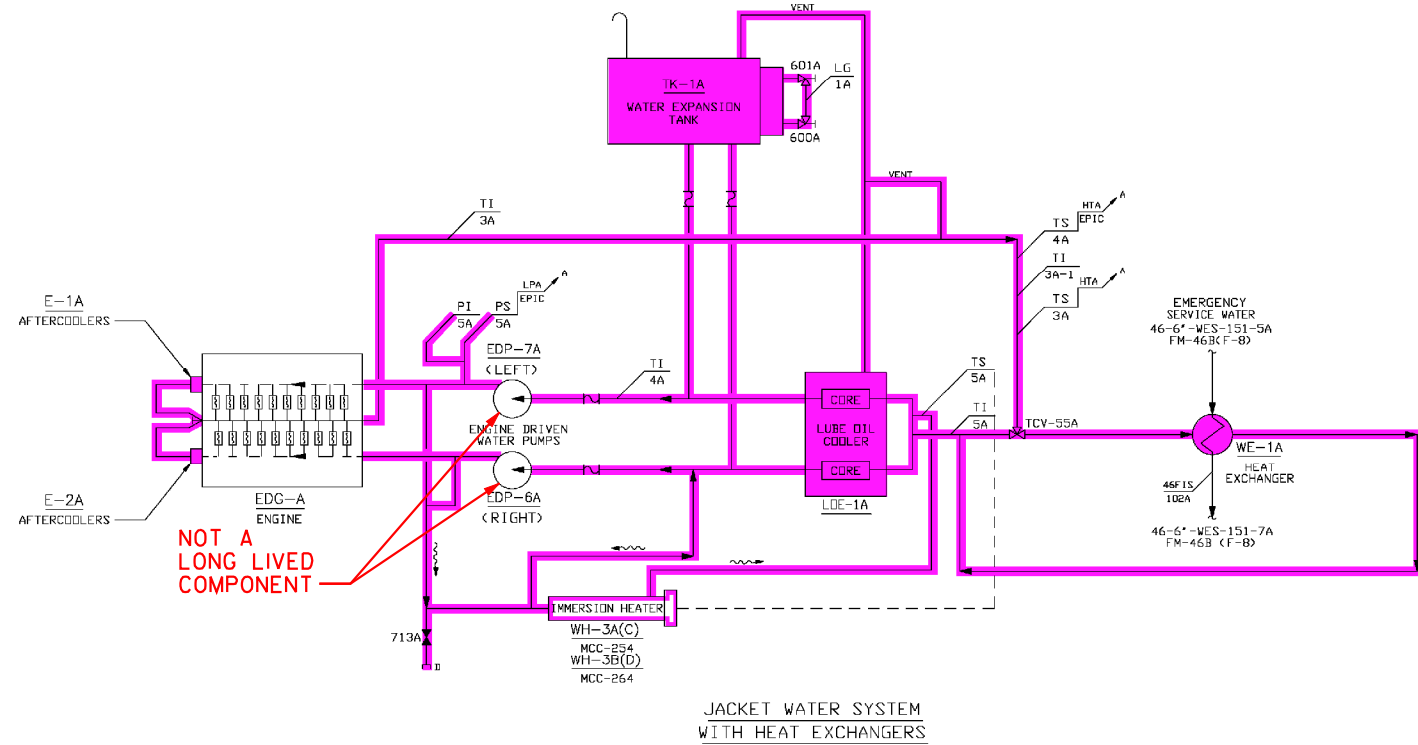 VENT
601A
LG
1A
TK-1A
WATER EXPANSION
TANK
600A
VENT
TI
3A
HTA
A
EPIC
TS
4A
TI
3A-1
HTA
A
TS
3A
E-1A
AFTERCOOLERS
LPA
A
EPIC
PI
5A
PS
5A
EMERGENCY
SERVICE WATER
46-6"-WES-151-5A
FM-46B(F-8)
EDP-7A
(LEFT)
TI
4A
TS
5A
CORE
TI
5A
TCV-55A
ENGINE DRIVEN
WATER PUMPS
LUBE OIL
COOLER
WE-1A
HEAT
EXCHANGER
CORE
E-2A
AFTERCOOLERS
EDG-A
ENGINE
EDP-6A
(RIGHT)
LOE-1A
46FIS
102A
46-6"-WES-151-7A
FM-46B (F-8)
NOT A
LONG LIVED
COMPONENT
IMMERSION HEATER
713A
D
WH-3A(C)
MCC-254
WH-3B(D)
MCC-264
JACKET WATER SYSTEM
WITH HEAT EXCHANGERS